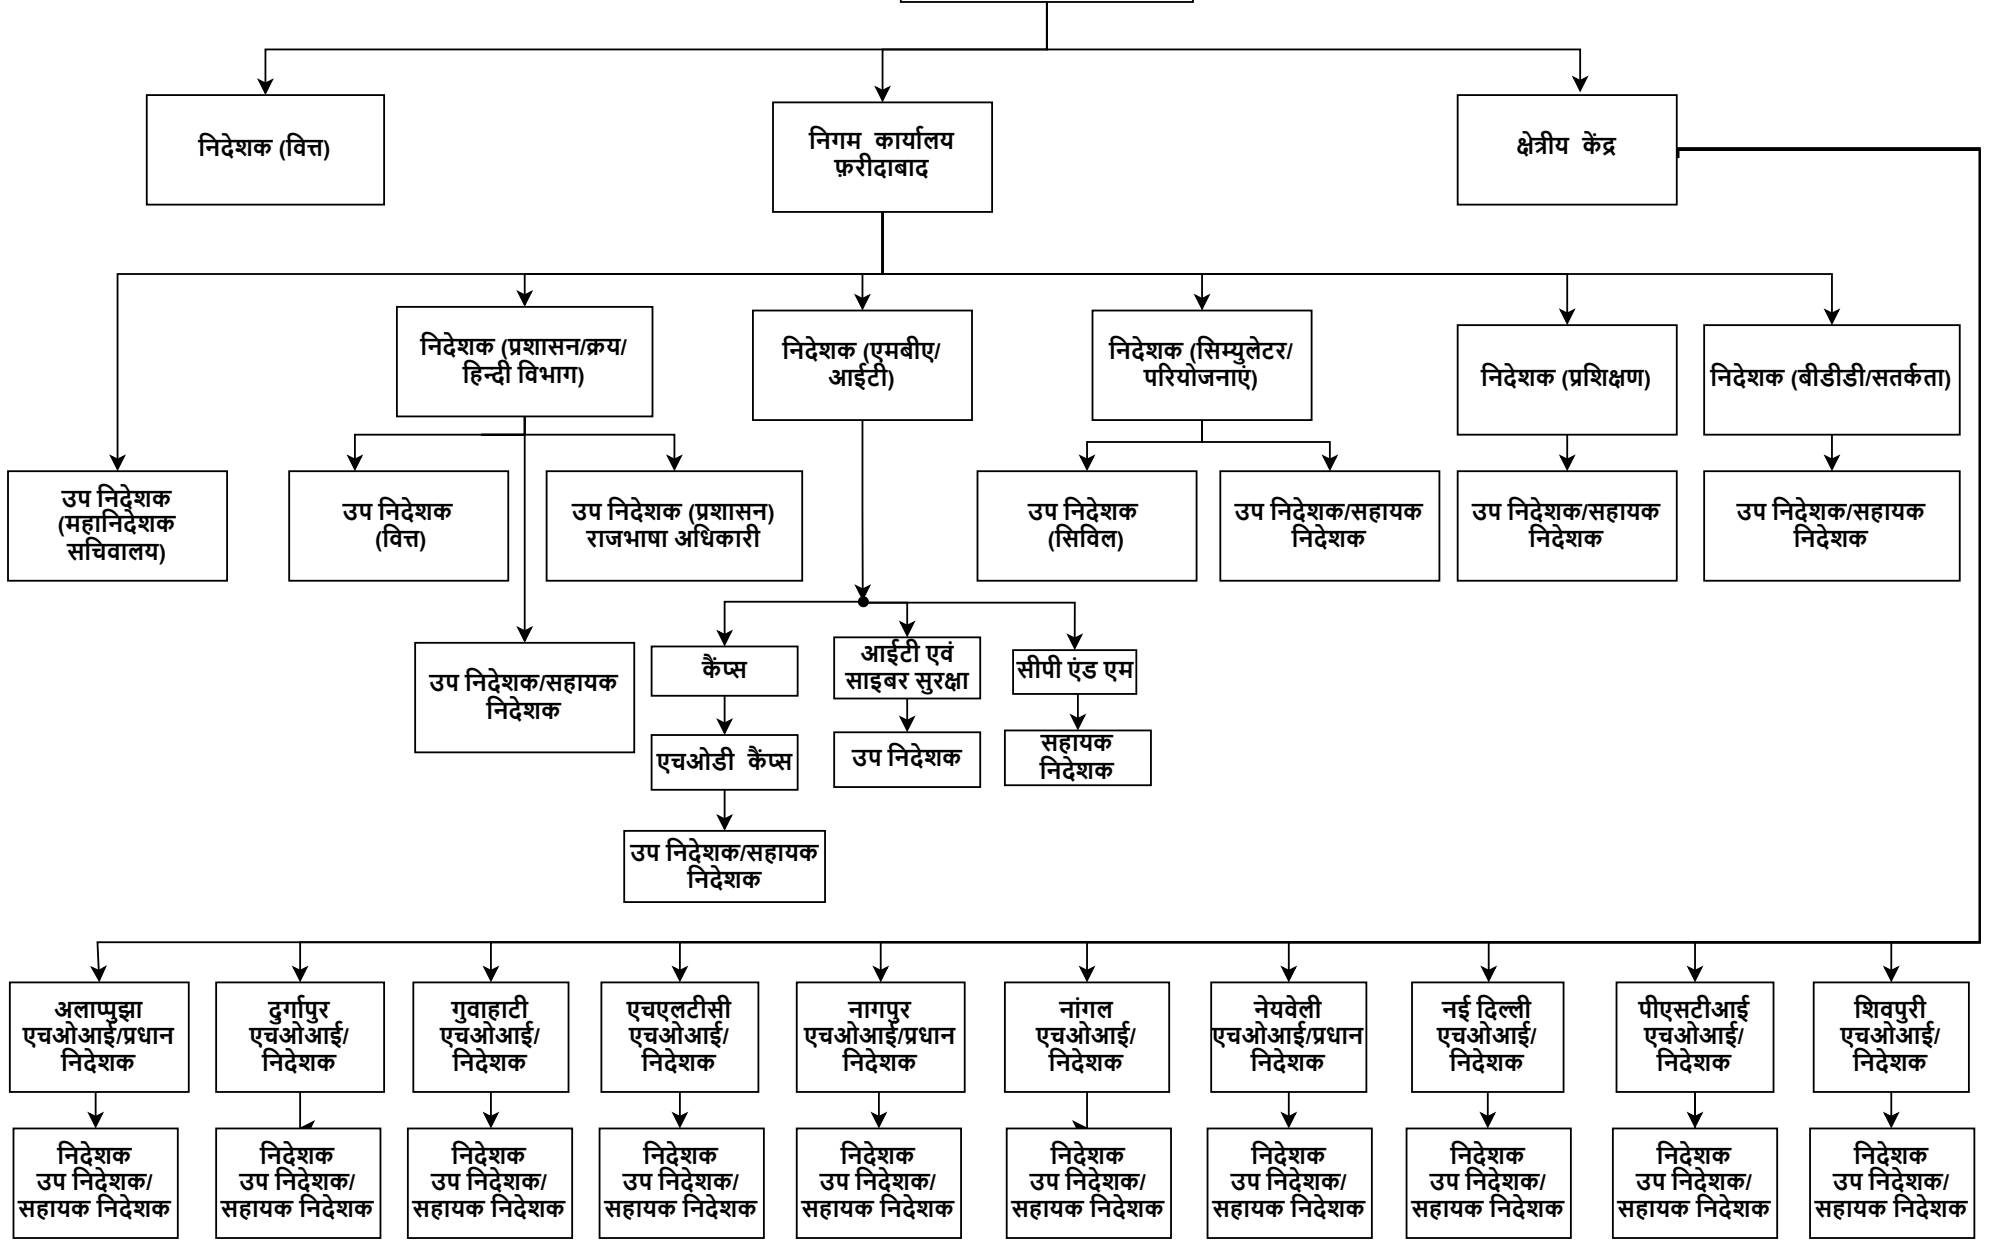 निदेशक (वित्त)
निगम कार्यालय
फ़रीदाबाद
क्षेत्रीय केंद्र
निदेशक (प्रशासन/क्रय/
हिन्दी विभाग)
निदेशक (एमबीए/
आईटी)
निदेशक (सिम्युलेटर/
परियोजनाएं)
निदेशक (प्रशिक्षण)
निदेशक (बीडीडी/सतर्कता)
उप निदेशक
(महानिदेशक
सचिवालय)
उप निदेशक
(वित्त)
उप निदेशक (प्रशासन)
राजभाषा अधिकारी
उप निदेशक
(सिविल)
उप निदेशक/सहायक
निदेशक
उप निदेशक/सहायक
निदेशक
उप निदेशक/सहायक
निदेशक
उप निदेशक/सहायक
निदेशक
कैंप्स
आईटी एवं
साइबर सुरक्षा
सीपी एंड एम
एचओडी कैंप्स
उप निदेशक
सहायक
निदेशक
उप निदेशक/सहायक
निदेशक
अलाप्पुझा
एचओआई/प्रधान
निदेशक
दुर्गापुर
एचओआई/
निदेशक
गुवाहाटी
एचओआई/
निदेशक
एचएलटीसी
एचओआई/
निदेशक
नागपुर
एचओआई/प्रधान
निदेशक
नांगल
एचओआई/
निदेशक
नेयवेली
एचओआई/प्रधान
निदेशक
नई दिल्ली
एचओआई/
निदेशक
पीएसटीआई
एचओआई/
निदेशक
शिवपुरी
एचओआई/
निदेशक
निदेशक
उप निदेशक/
सहायक निदेशक
निदेशक
उप निदेशक/
सहायक निदेशक
निदेशक
उप निदेशक/
सहायक निदेशक
निदेशक
उप निदेशक/
सहायक निदेशक
निदेशक
उप निदेशक/
सहायक निदेशक
निदेशक
उप निदेशक/
सहायक निदेशक
निदेशक
उप निदेशक/
सहायक निदेशक
निदेशक
उप निदेशक/
सहायक निदेशक
निदेशक
उप निदेशक/
सहायक निदेशक
निदेशक
उप निदेशक/
सहायक निदेशक